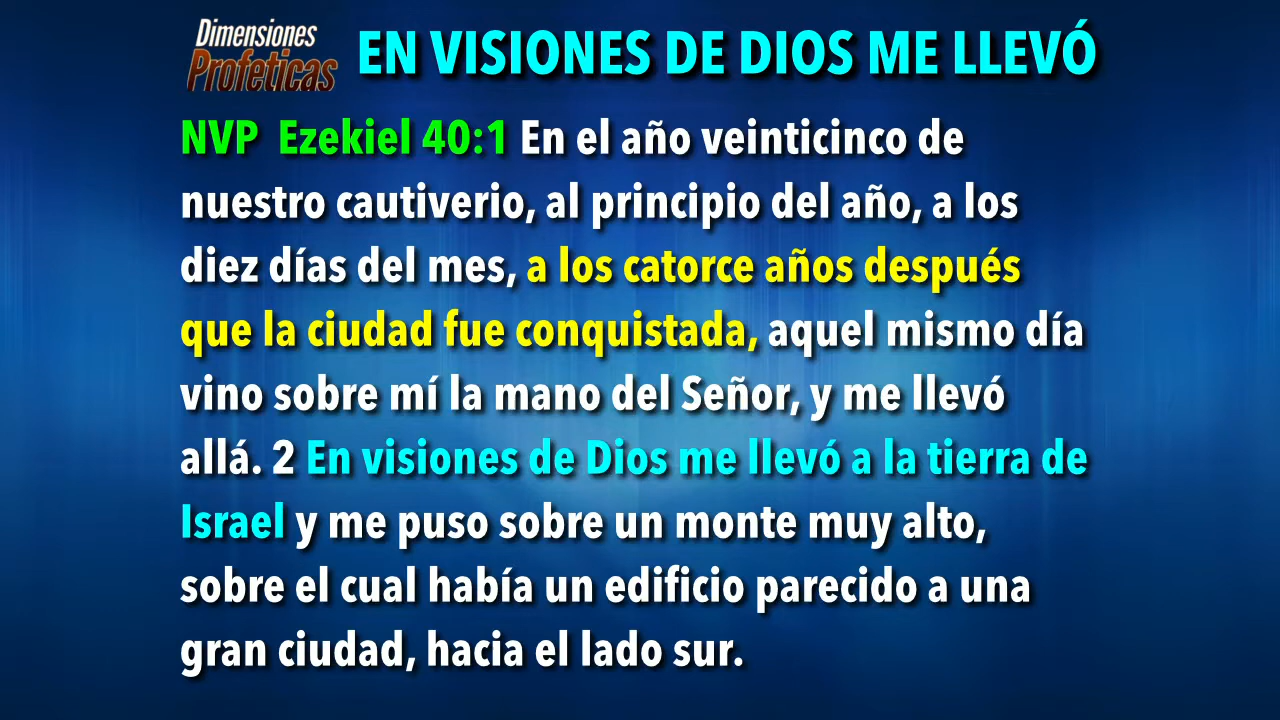 Dimensiones
Profeticas
EN VISIONES DE DIOS ME LLEVÓ
NVP Ezekiel 40:1 En el año veinticinco de
nuestro cautiverio, al principio del año, a los
diez días del mes, a los catorce años después
que la ciudad fue conquistada, aquel mismo día
vino sobre mí la mano del Señor, y me llevó
allá. 2 En visiones de Dios me llevó a la tierra de
Israel y me puso sobre un monte muy alto,
sobre el cual había un edificio parecido a una
gran ciudad, hacia el lado sur.